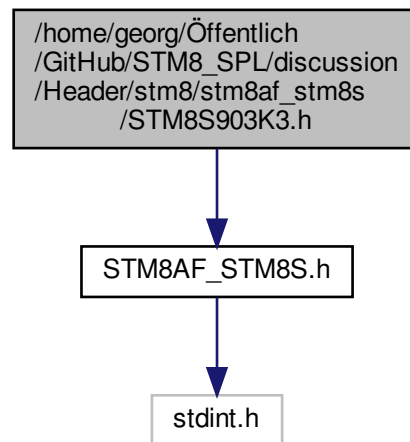 /home/georg/Öffentlich
/GitHub/STM8_SPL/discussion
/Header/stm8/stm8af_stm8s
/STM8S903K3.h
STM8AF_STM8S.h
stdint.h